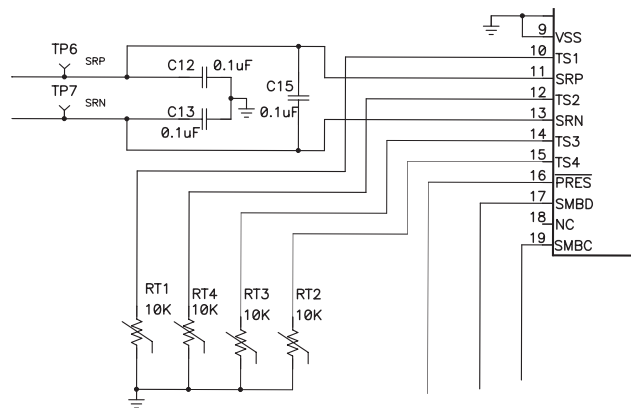 9 VSS
TP6 SRP
10 TS1
C12 0.1uF
11 SRP
C15
TP7 SRN
12 TS2
C13
0.1uF
0.1uF
13 SRN
14 TS3
15 TS4
16 PRES
17 SMBD
18 NC
19 SMBC
RT1 RT4 RT3 RT2
10K 10K 10K 10K